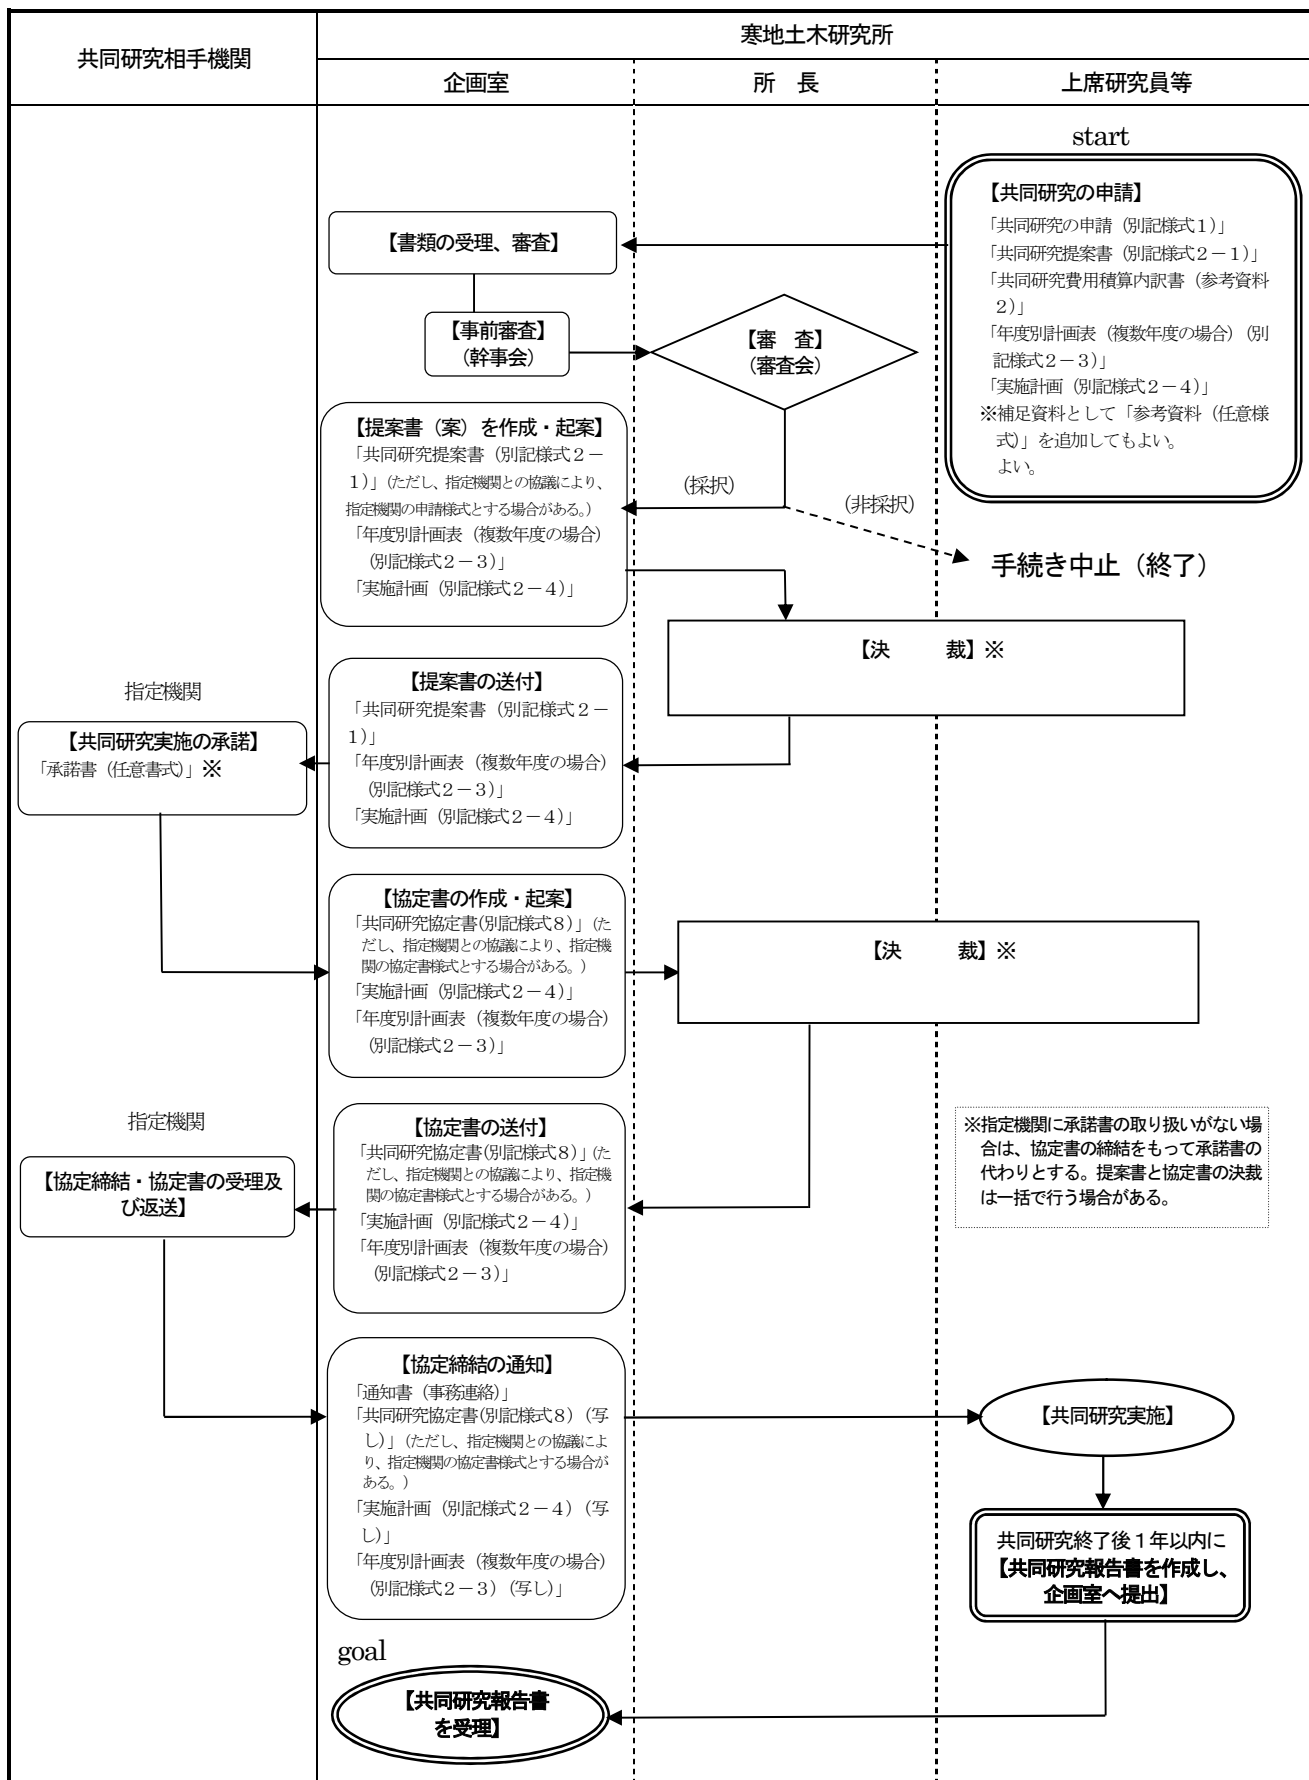 共同研究相手機関
寒地土木研究所
企画室
所　長
上席研究員等
start
【共同研究の申請】
「共同研究の申請（別記様式１）」
「共同研究提案書（別記様式２－１）」
「共同研究費用積算内訳書（参考資料
２）」
「年度別計画表（複数年度の場合）（別
記様式２－３）」
「実施計画（別記様式２－４）」
※補足資料として「参考資料（任意様
式）」を追加してもよい。
よい。
【書類の受理、審査】
【事前審査】
（幹事会）
【審　査】
（審査会）
（採択）
（非採択）
手続き中止（終了）
【提案書（案）を作成・起案】
「共同研究提案書（別記様式２－
１）」（ただし、指定機関との協議により、
指定機関の申請様式とする場合がある。）
「年度別計画表（複数年度の場合）
（別記様式２－３）」
「実施計画（別記様式２－４）」
【決　　裁】※
【提案書の送付】
「共同研究提案書（別記様式２－
１）」
「年度別計画表（複数年度の場合）
（別記様式２－３）」
「実施計画（別記様式２－４）」
指定機関
【共同研究実施の承諾】
「承諾書（任意書式）」※
【協定書の作成・起案】
「共同研究協定書（別記様式８）」（た
だし、指定機関との協議により、指定機
関の協定書様式とする場合がある。）
「実施計画（別記様式２－４）」
「年度別計画表（複数年度の場合）
（別記様式２－３）」
【決　　裁】※
【協定書の送付】
「共同研究協定書（別記様式８）」（た
だし、指定機関との協議により、指定機
関の協定書様式とする場合がある。）
「実施計画（別記様式２－４）」
「年度別計画表（複数年度の場合）
（別記様式２－３）」
指定機関
【協定締結・協定書の受理及
び返送】
※指定機関に承諾書の取り扱いがない場
合は、協定書の締結をもって承諾書の
代わりとする。提案書と協定書の決裁
は一括で行う場合がある。
【協定締結の通知】
「通知書（事務連絡）」
「共同研究協定書（別記様式８）（写
し）」（ただし、指定機関との協議によ
り、指定機関の協定書様式とする場合が
ある。）
「実施計画（別記様式２－４）（写
し）」
「年度別計画表（複数年度の場合）
（別記様式２－３）（写し）」
【共同研究実施】
共同研究終了後１年以内に
【共同研究報告書を作成し、
企画室へ提出】
goal
【共同研究報告書
を受理】